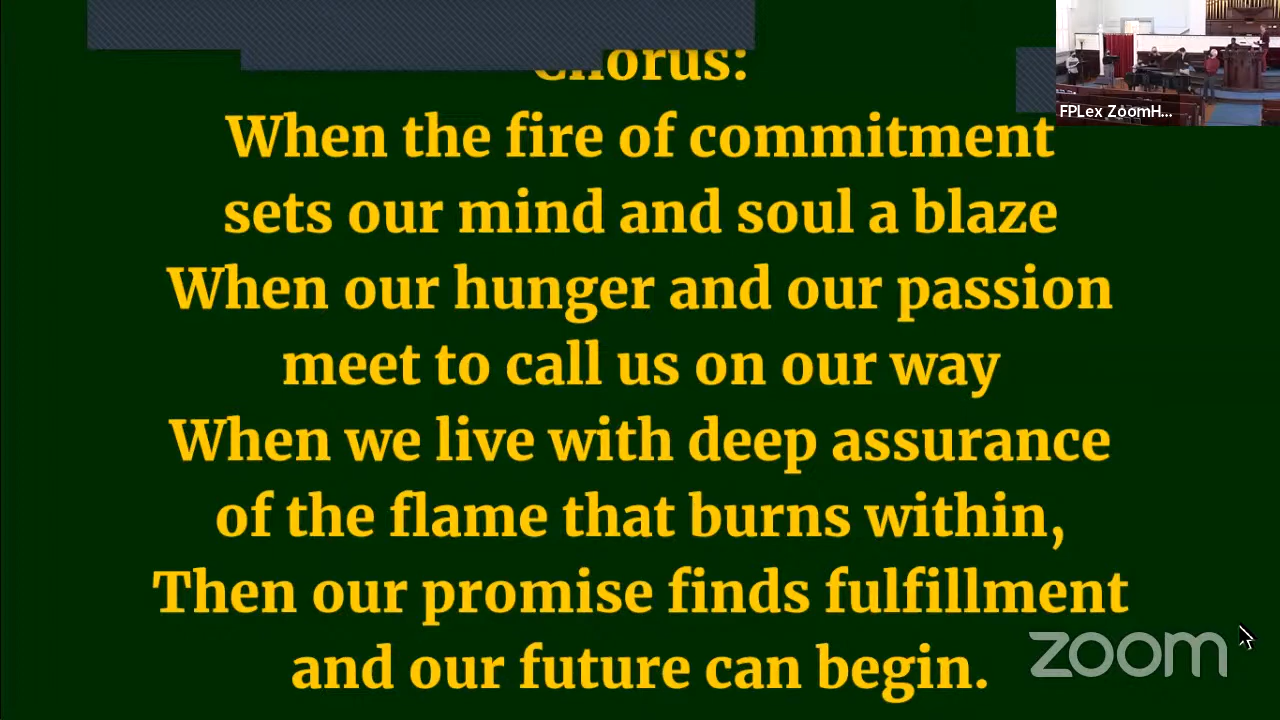 Chorus:
FPLex ZoomH...
When the fire of commitment
sets our mind and soul a blaze
When our hunger and our passion
meet to call us on our way
When we live with deep assurance
of the flame that burns within,
Then our promise finds fulfillment
and our future can begin.
zoom